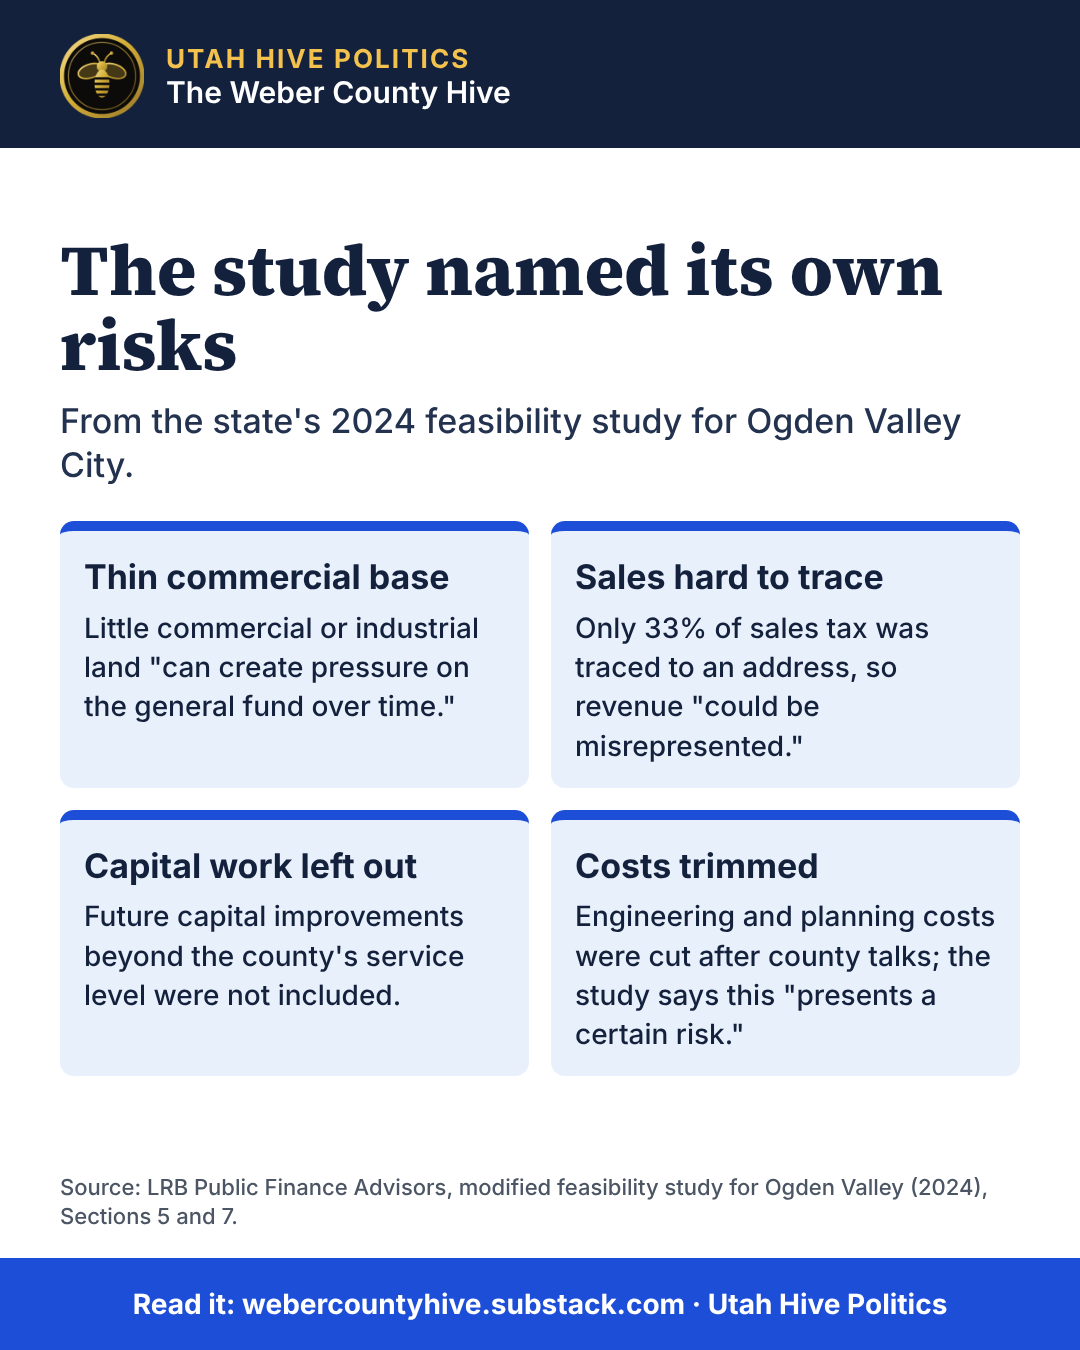 UTAH HIVE POLITICS
The Weber County Hive
The study named its own
risks
From the state's 2024 feasibility study for Ogden Valley
City.
Thin commercial base
Little commercial or industrial
land "can create pressure on
the general fund over time."
Sales hard to trace
Only 33% of sales tax was
traced to an address, so
revenue "could be
misrepresented."
Capital work left out
Future capital improvements
beyond the county's service
level were not included.
Costs trimmed
Engineering and planning costs
were cut after county talks; the
study says this "presents a
certain risk."
Source: LRB Public Finance Advisors, modified feasibility study for Ogden Valley (2024),
Sections 5 and 7.
Read it: webercountyhive.substack.com · Utah Hive Politics